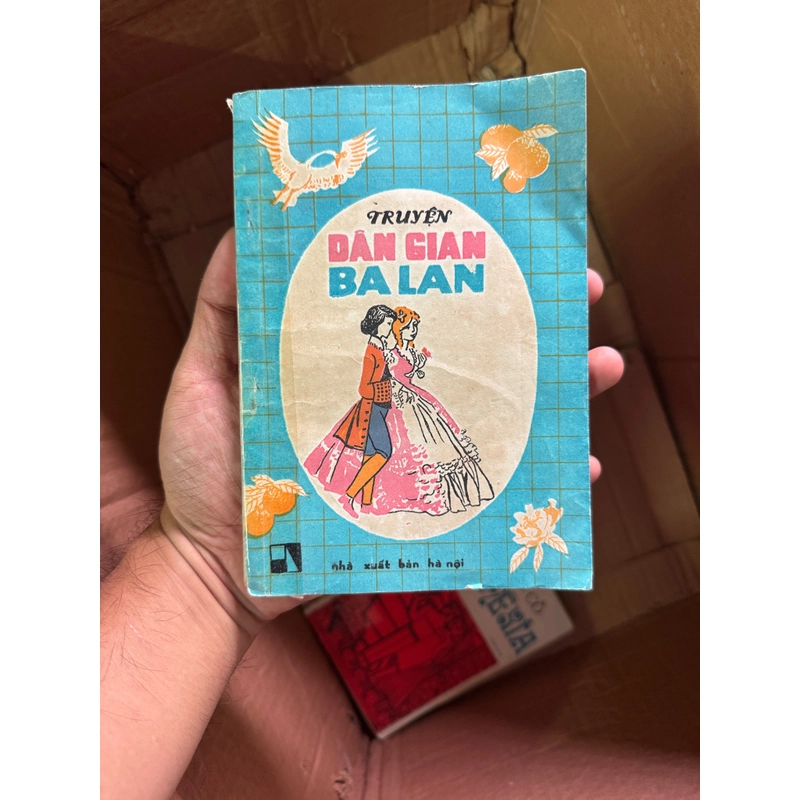 TRUYỆN
DÂN GIAN
BA LAN
nhà xuất bản hà nội